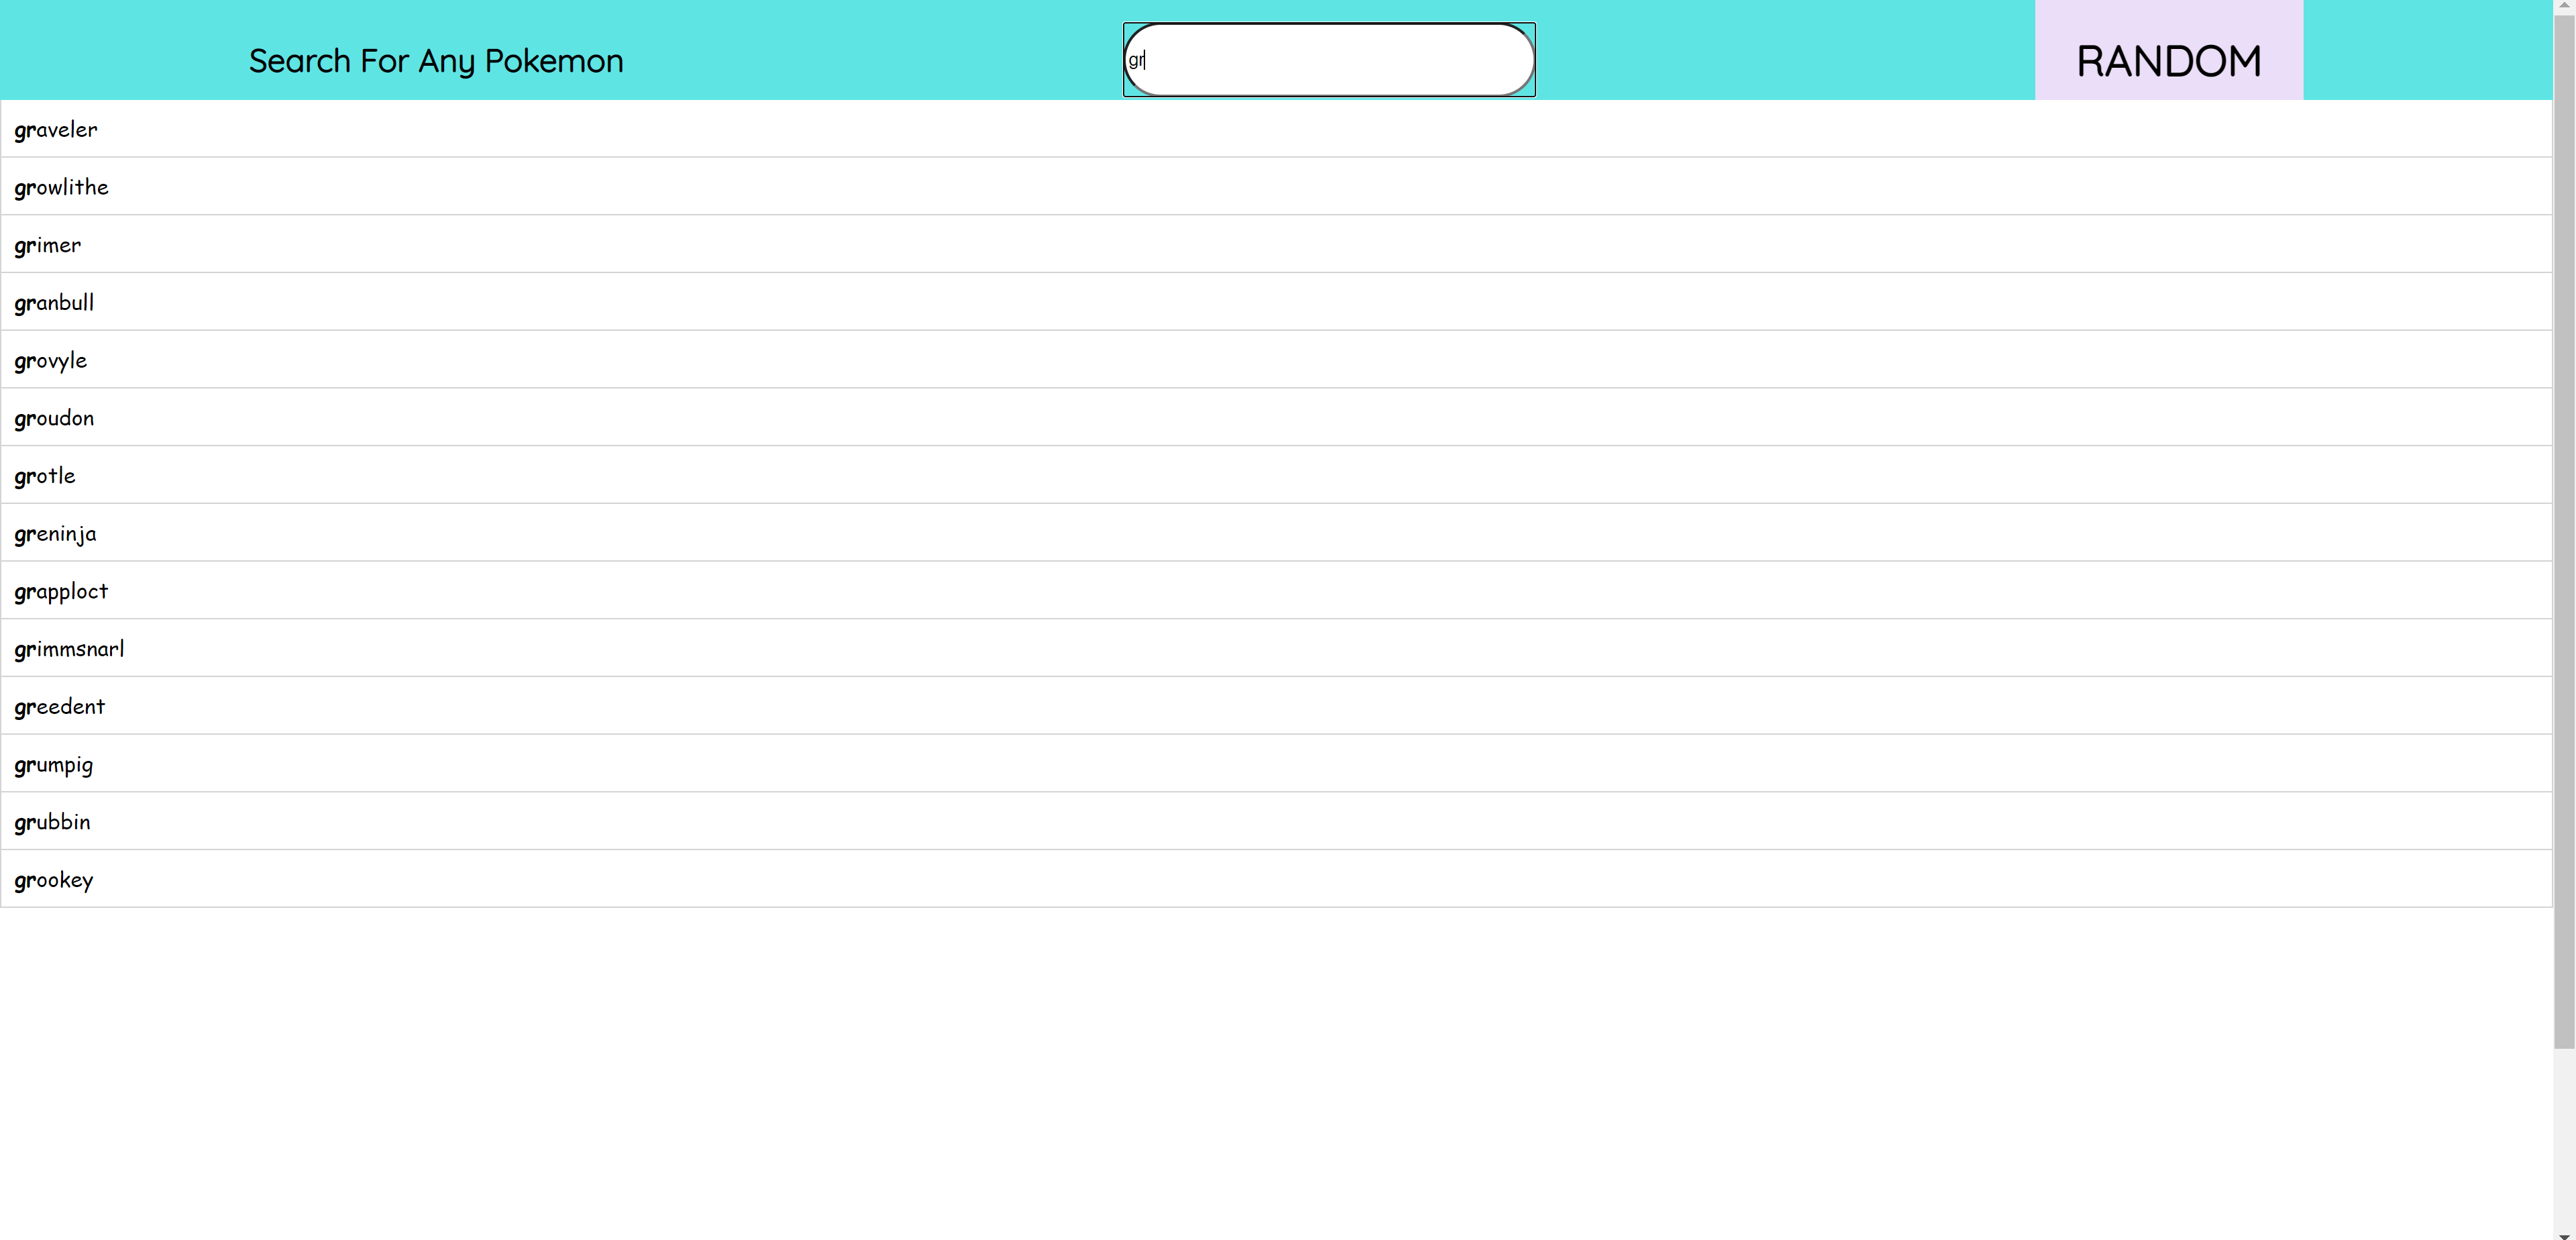 Search For Any Pokemon
gr
RANDOM
graveler
growlithe
grimer
granbull
grovyle
groudon
grotle
greninja
grapploct
grimmsnarl
greedent
grumpig
grubbin
grookey